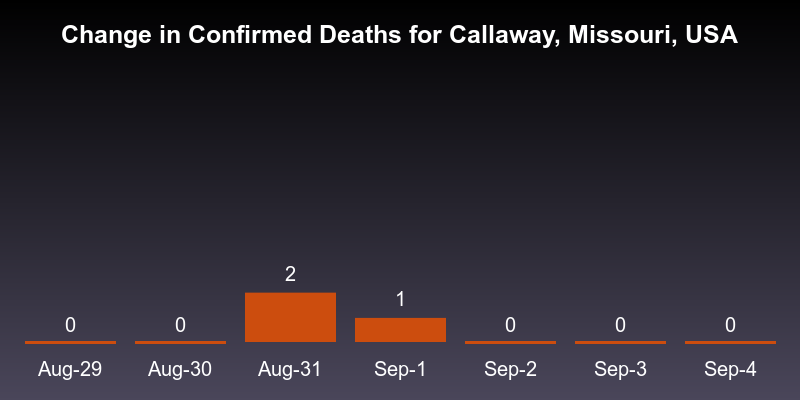 Change in Confirmed Deaths for Callaway, Missouri, USA
0 0 2 1 0 0 0
Aug-29 Aug-30 Aug-31 Sep-1 Sep-2 Sep-3 Sep-4